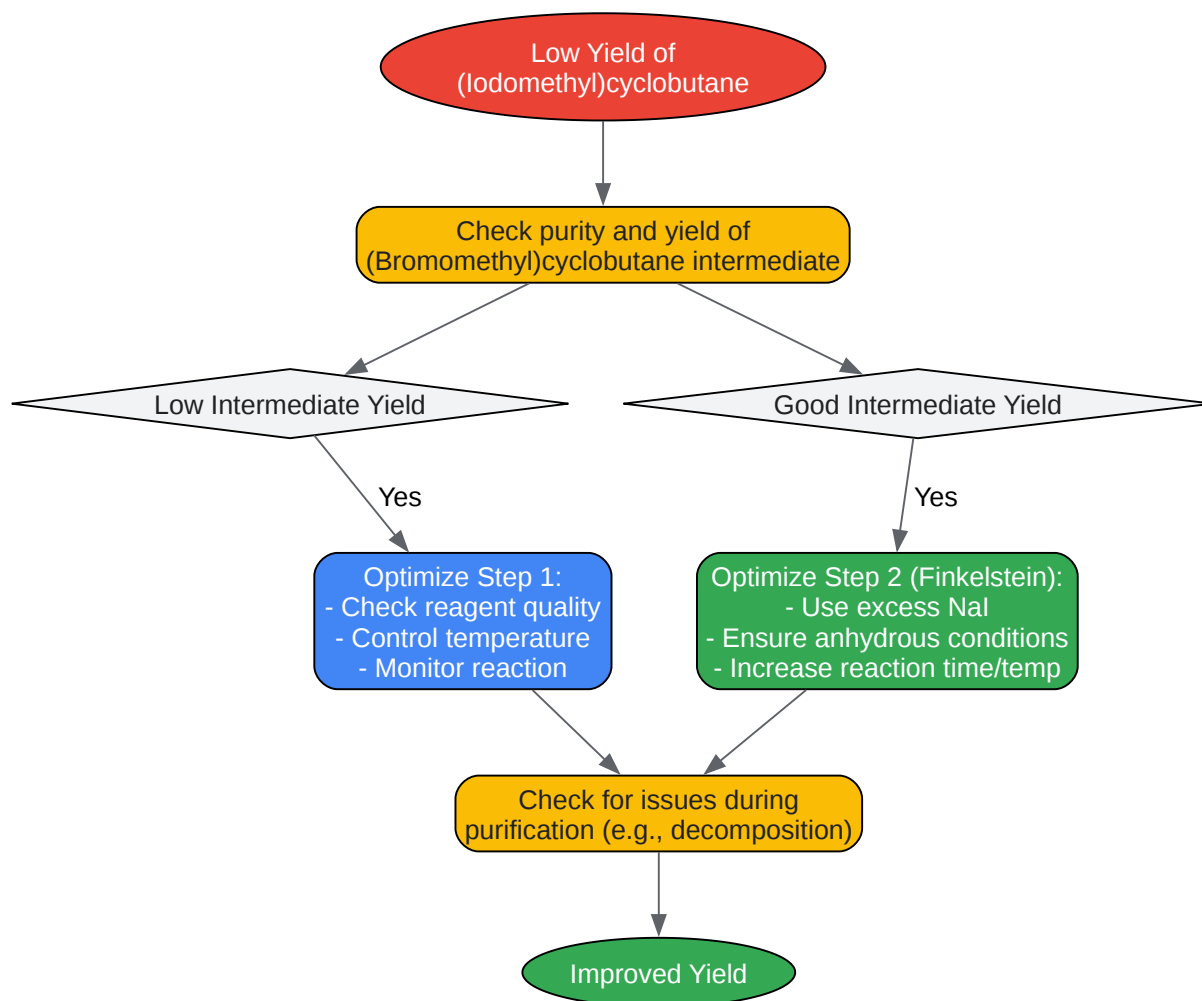 Low Yield of
(Iodomethyl)cyclobutane
Check purity and yield of
(Bromomethyl)cyclobutane intermediate
Low Intermediate Yield
Good Intermediate Yield
Yes
Yes
Optimize Step 1:
- Check reagent quality
- Control temperature
- Monitor reaction
Optimize Step 2 (Finkelstein):
- Use excess NaI
- Ensure anhydrous conditions
- Increase reaction time/temp
Check for issues during
purification (e.g., decomposition)
Improved Yield